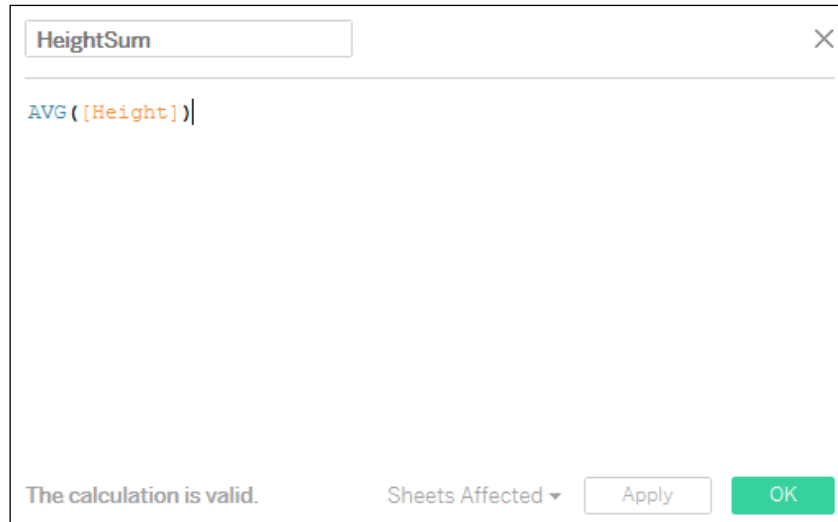 HeightSum
AVG([Height])
The calculation is valid. Sheets Affected Apply OK